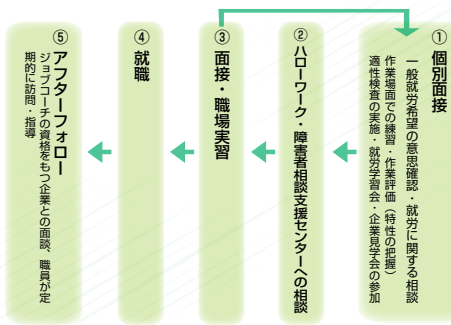 ① 個別面接
一般就労希望の意思確認・就労に関する相談
作業場面での練習・作業評価（特性の把握）
適性検査の実施・就労学習会・企業見学会の参加
② ハローワーク・障害者相談支援センターへの相談
③ 面接・職場実習
④ 就職
⑤ アフターフォロー
ジョブコーチの資格をもつ企業との面談、職員が定
期的に訪問・指導